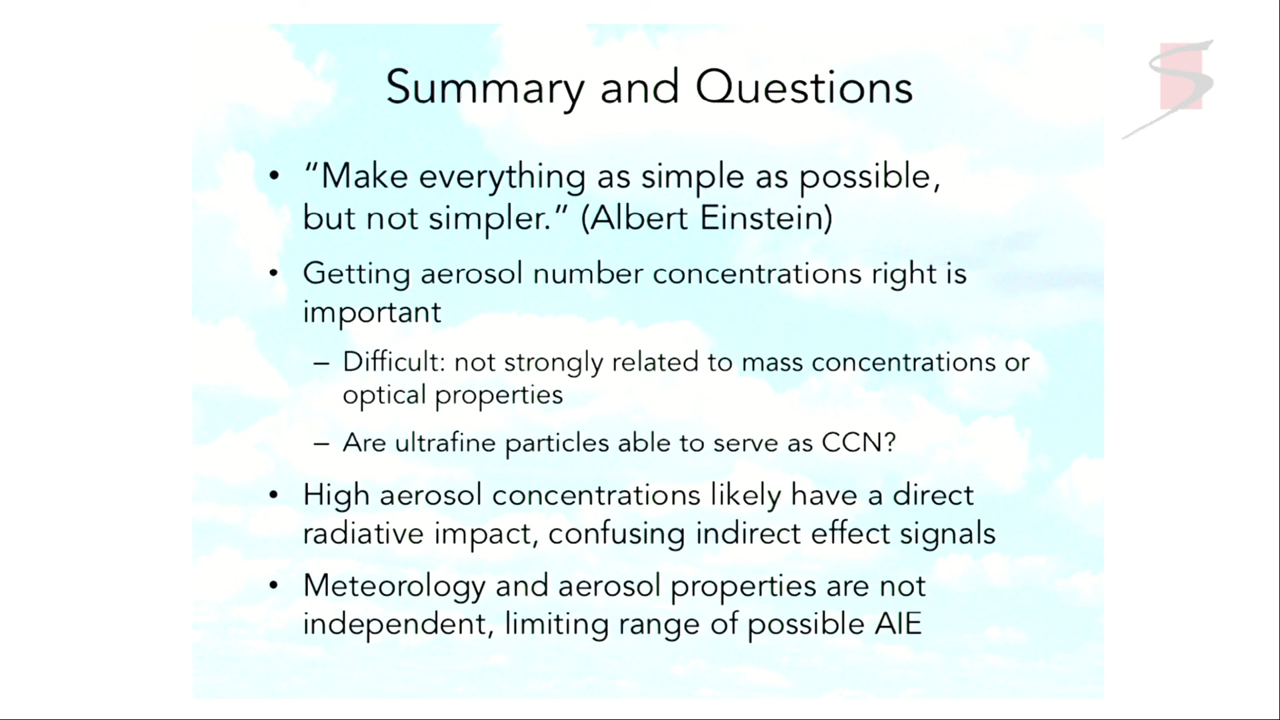 Summary and Questions
• “Make everything as simple as possible,
but not simpler.” (Albert Einstein)
• Getting aerosol number concentrations right is
important
– Difficult: not strongly related to mass concentrations or
optical properties
– Are ultrafine particles able to serve as CCN?
• High aerosol concentrations likely have a direct
radiative impact, confusing indirect effect signals
• Meteorology and aerosol properties are not
independent, limiting range of possible AIE